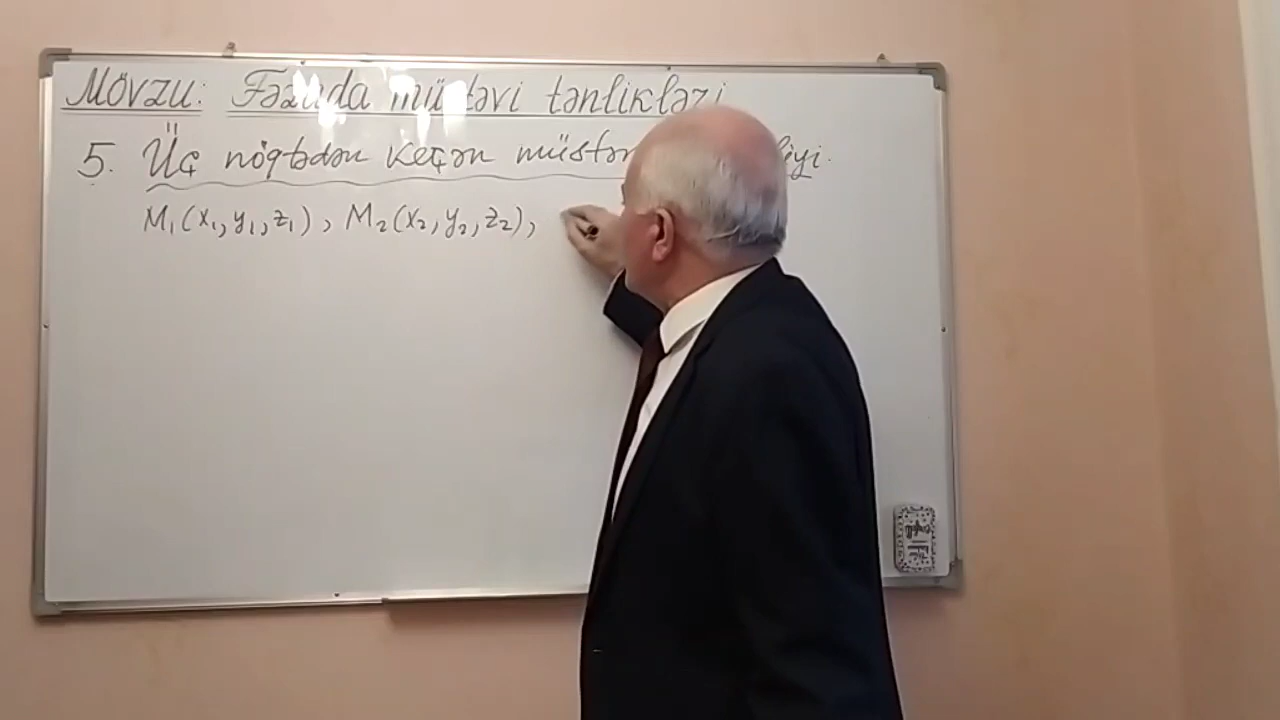 Mövzu: Fəzada müstəvi tənlikləri
5. Üç nöqtədən keçən
M₁(x₁,y₁,z₁), M₂(x₂,y₂,z₂),